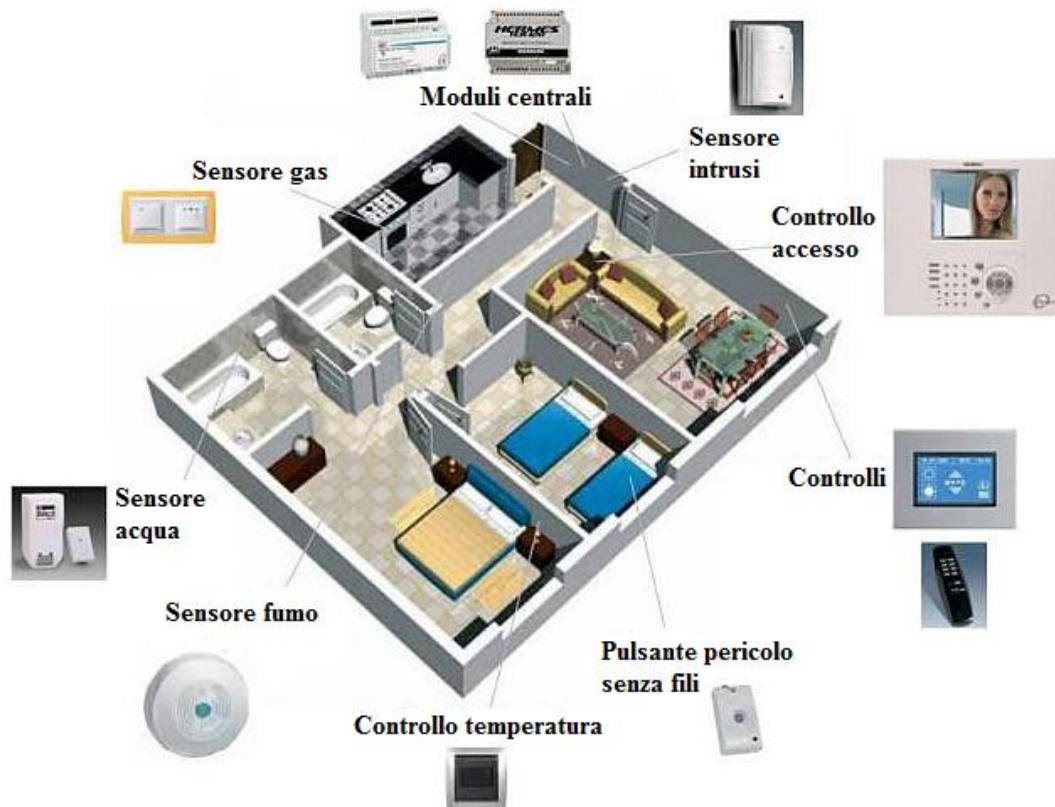 HERMES
Moduli centrali
Sensore
intrusi
Sensore gas
Controllo
accesso
Controlli
Sensore
acqua
Sensore fumo
Pulsante pericolo
senza fili
Controllo temperatura